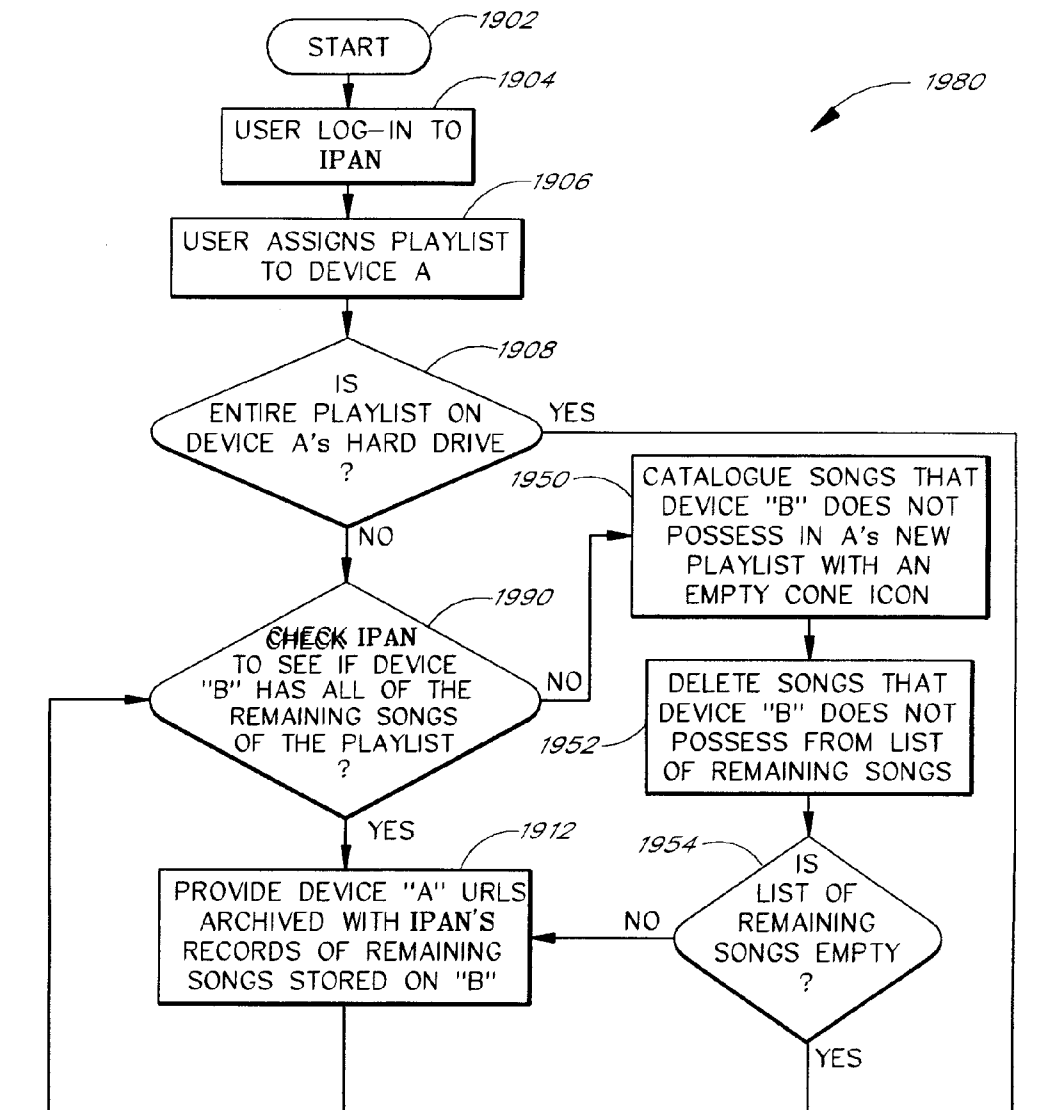 1902
START
1904
1980
USER LOG-IN TO
IPAN
1906
USER ASSIGNS PLAYLIST
TO DEVICE A
1908
IS
ENTIRE PLAYLIST ON
DEVICE A's HARD DRIVE
?
YES
NO
1950
CATALOGUE SONGS THAT
DEVICE "B" DOES NOT
POSSESS IN A's NEW
PLAYLIST WITH AN
EMPTY CONE ICON
1990
CHECK IPAN
TO SEE IF DEVICE
"B" HAS ALL OF THE
REMAINING SONGS
OF THE PLAYLIST
?
NO
YES
1952
DELETE SONGS THAT
DEVICE "B" DOES NOT
POSSESS FROM LIST
OF REMAINING SONGS
1912
PROVIDE DEVICE "A" URLS
ARCHIVED WITH IPAN'S
RECORDS OF REMAINING
SONGS STORED ON "B"
1954
IS
LIST OF
REMAINING
SONGS EMPTY
?
NO
YES